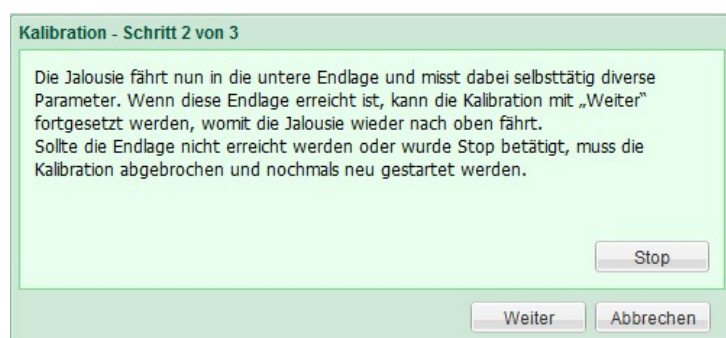 Kalibration - Schritt 2 von 3
Die Jalousie fährt nun in die untere Endlage und misst dabei selbsttätig diverse
Parameter. Wenn diese Endlage erreicht ist, kann die Kalibration mit „Weiter“
fortgesetzt werden, womit die Jalousie wieder nach oben fährt.
Sollte die Endlage nicht erreicht werden oder wurde Stop betätigt, muss die
Kalibration abgebrochen und nochmals neu gestartet werden.
Stop
Weiter Abbrechen